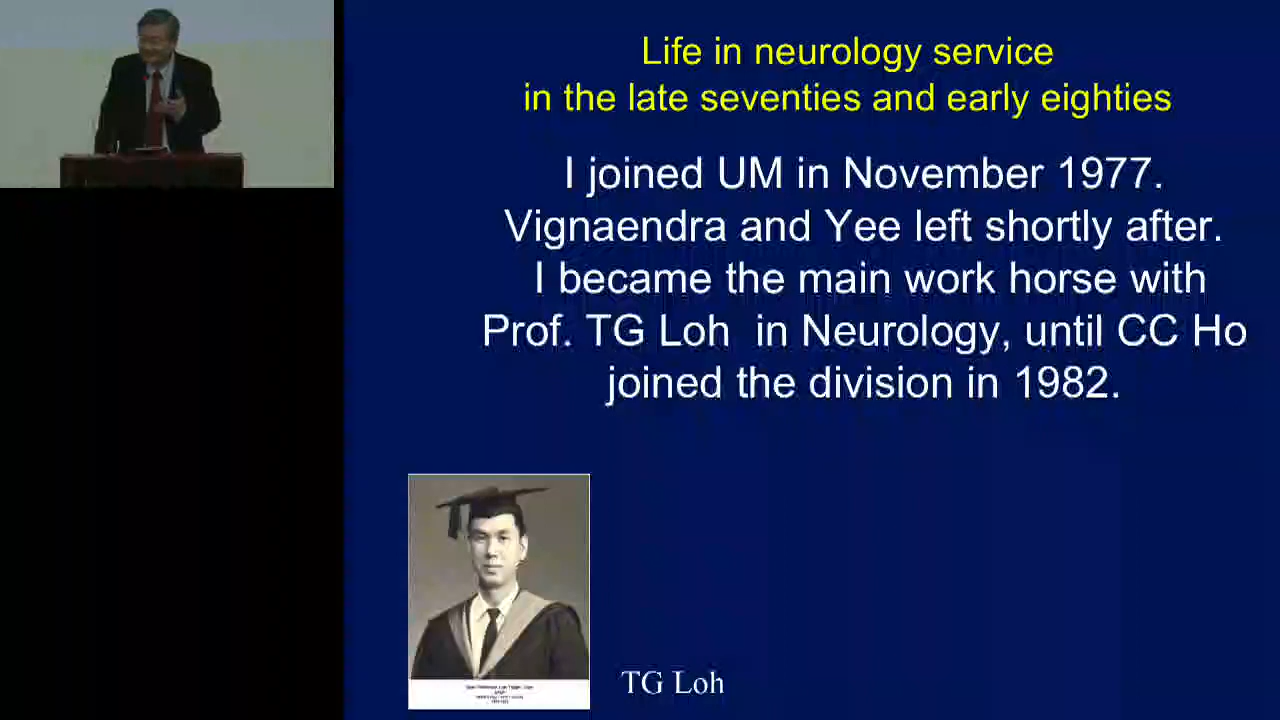 Life in neurology service
in the late seventies and early eighties
I joined UM in November 1977.
Vignaendra and Yee left shortly after.
I became the main work horse with
Prof. TG Loh in Neurology, until CC Ho
joined the division in 1982.
TG Loh